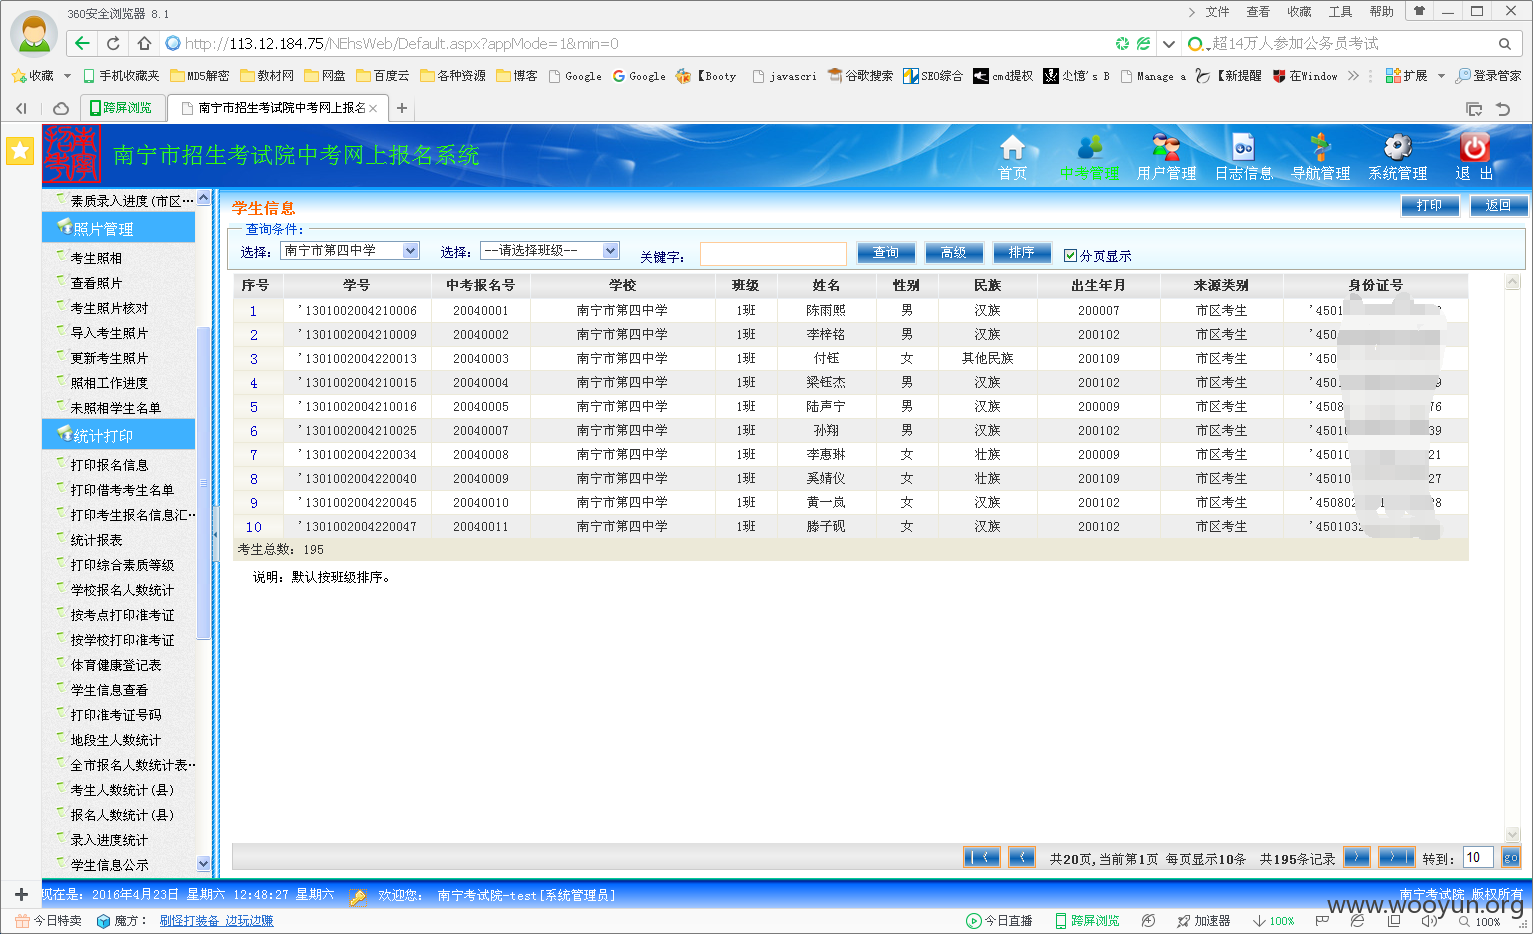 360安全浏览器 8.1
文件 查看 收藏 工具 帮助
http://113.12.184.75/NEhsWeb/Default.aspx?appMode=1&min=0
超14万人参加公务员考试
收藏 手机收藏夹 MD5解密 教材网 网盘 百度云 各种资源 博客 Google Google 【Booty javascri 谷歌搜索 SEO综合 cmd提权 尘愔's B Manage a 【新提醒 在Window 扩展 登录管家
跨屏浏览 南宁市招生考试院中考网上报名
南宁市招生考试院中考网上报名系统
首页 中考管理 用户管理 日志信息 导航管理 系统管理 退 出
素质录入进度(市区…
照片管理
考生照相
查看照片
考生照片核对
导入考生照片
更新考生照片
照相工作进度
未照相学生名单
统计打印
打印报名信息
打印借考考生名单
打印考生报名信息汇…
统计报表
打印综合素质等级
学校报名人数统计
按考点打印准考证
按学校打印准考证
体育健康登记表
学生信息查看
打印准考证号码
地段生人数统计
全市报名人数统计表…
考生人数统计(县)
报名人数统计(县)
录入进度统计
学生信息公示
学生信息 打印 返回
查询条件:
选择: 南宁市第四中学 选择: --请选择班级-- 关键字: 查询 高级 排序 分页显示
序号 学号 中考报名号 学校 班级 姓名 性别 民族 出生年月 来源类别 身份证号
1 '1301002004210006 20040001 南宁市第四中学 1班 陈雨熙 男 汉族 200007 市区考生 '4501
2 '1301002004210009 20040002 南宁市第四中学 1班 李梓铭 男 汉族 200102 市区考生 '450
3 '1301002004220013 20040003 南宁市第四中学 1班 付钰 女 其他民族 200109 市区考生 '450
4 '1301002004210015 20040004 南宁市第四中学 1班 梁钰杰 男 汉族 200102 市区考生 '450 9
5 '1301002004210016 20040005 南宁市第四中学 1班 陆声宁 男 汉族 200009 市区考生 '4508 76
6 '1301002004210025 20040007 南宁市第四中学 1班 孙翔 男 汉族 200102 市区考生 '4501 39
7 '1301002004220034 20040008 南宁市第四中学 1班 李惠琳 女 壮族 200009 市区考生 '45010 21
8 '1301002004220040 20040009 南宁市第四中学 1班 奚婧仪 女 壮族 200109 市区考生 '45010 27
9 '1301002004220045 20040010 南宁市第四中学 1班 黄一岚 女 汉族 200102 市区考生 '45080 8
10 '1301002004220047 20040011 南宁市第四中学 1班 滕子砚 女 汉族 200102 市区考生 '4501032
考生总数: 195
说明: 默认按班级排序。
共20页,当前第1页 每页显示10条 共195条记录 转到: 10 go
现在是: 2016年4月23日 星期六 12:48:27 星期六 欢迎您: 南宁考试院-test[系统管理员] 南宁考试院 版权所有
今日特卖 魔方: 刷怪打装备 边玩边赚 今日直播 跨屏浏览 加速器 100% 100%
www.wooyun.org